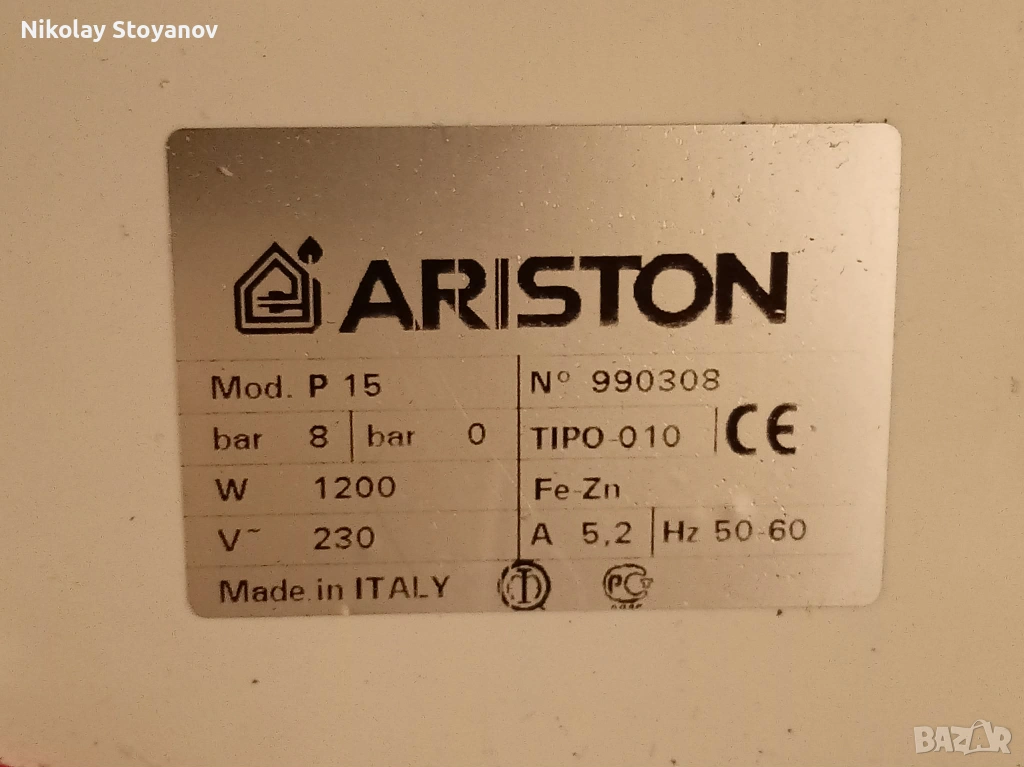 Nikolay Stoyanov
ARISTON
Mod. P 15 N° 990308
bar 8 bar 0 TIPO 010 CE
W 1200 Fe-Zn
V~ 230 A 5,2 Hz 50-60
Made in ITALY
BAZAR